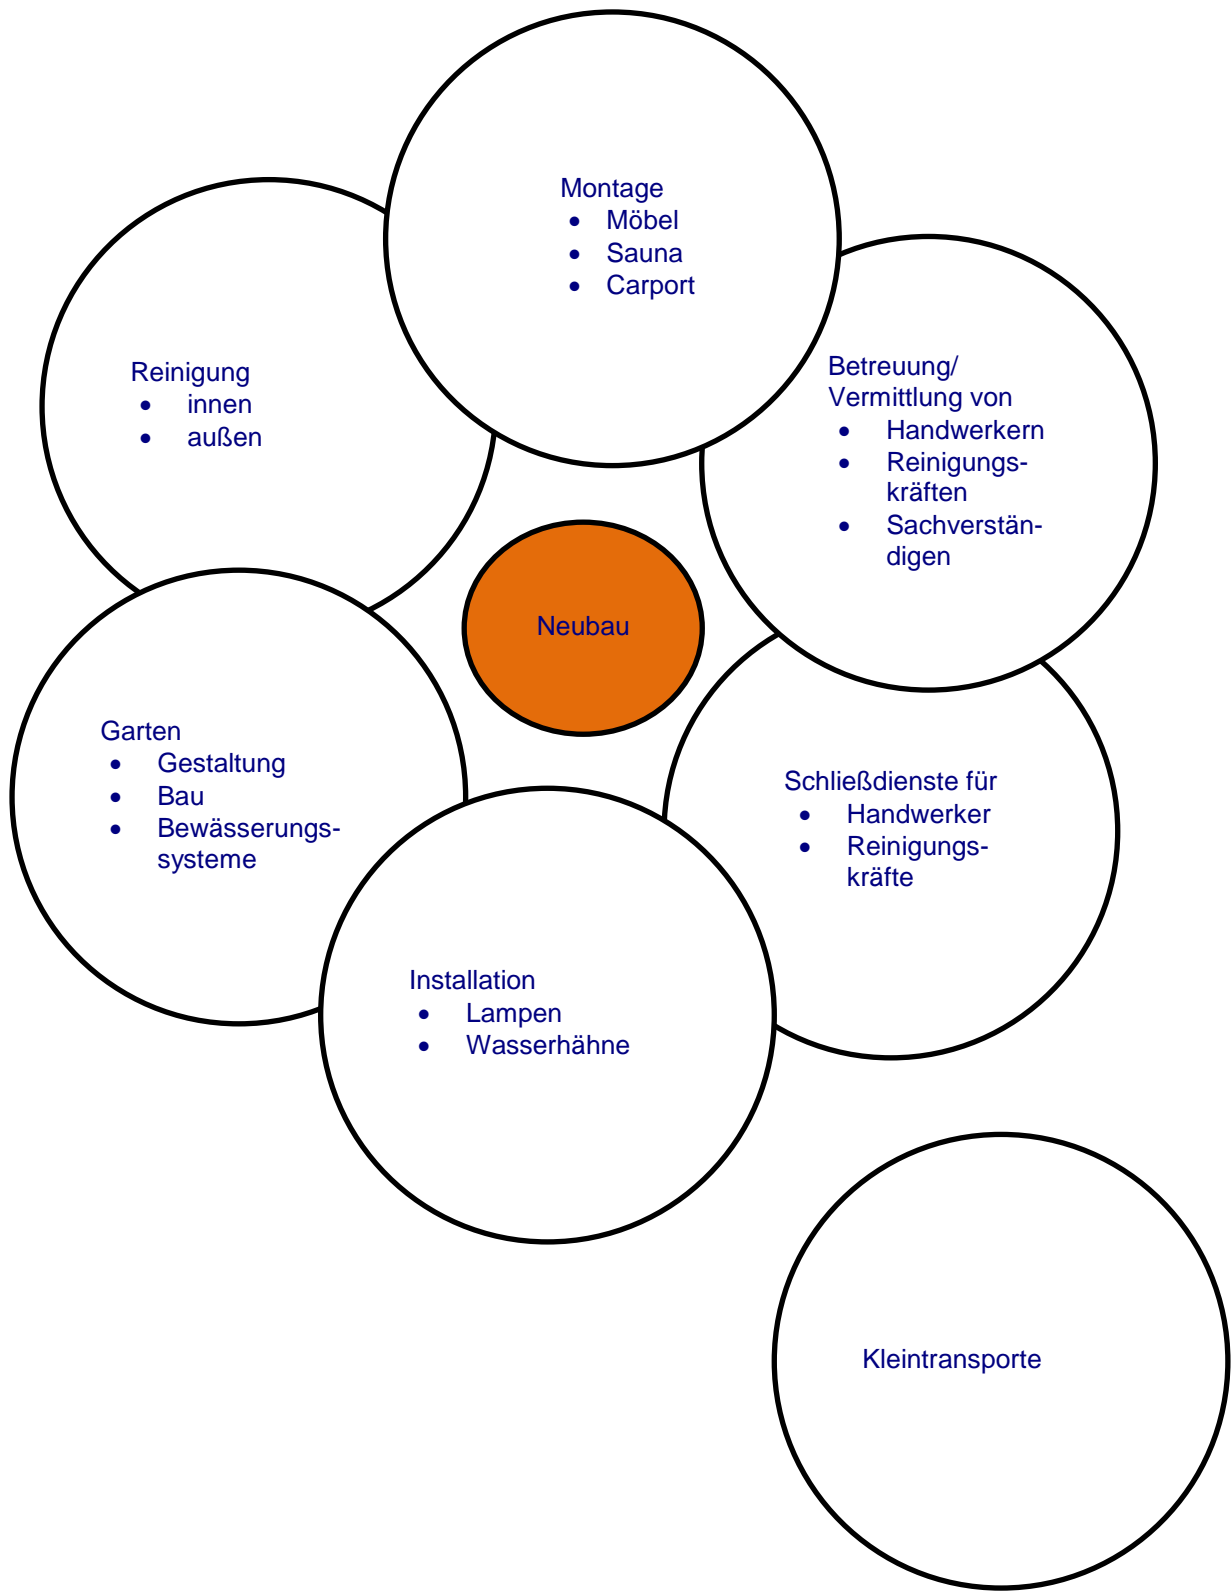 Montage
• Möbel
• Sauna
• Carport
Reinigung
• innen
• außen
Betreuung/
Vermittlung von
• Handwerkern
• Reinigungs-
kräften
• Sachverstän-
digen
Neubau
Garten
• Gestaltung
• Bau
• Bewässerungs-
systeme
Schließdienste für
• Handwerker
• Reinigungs-
kräfte
Installation
• Lampen
• Wasserhähne
Kleintransporte